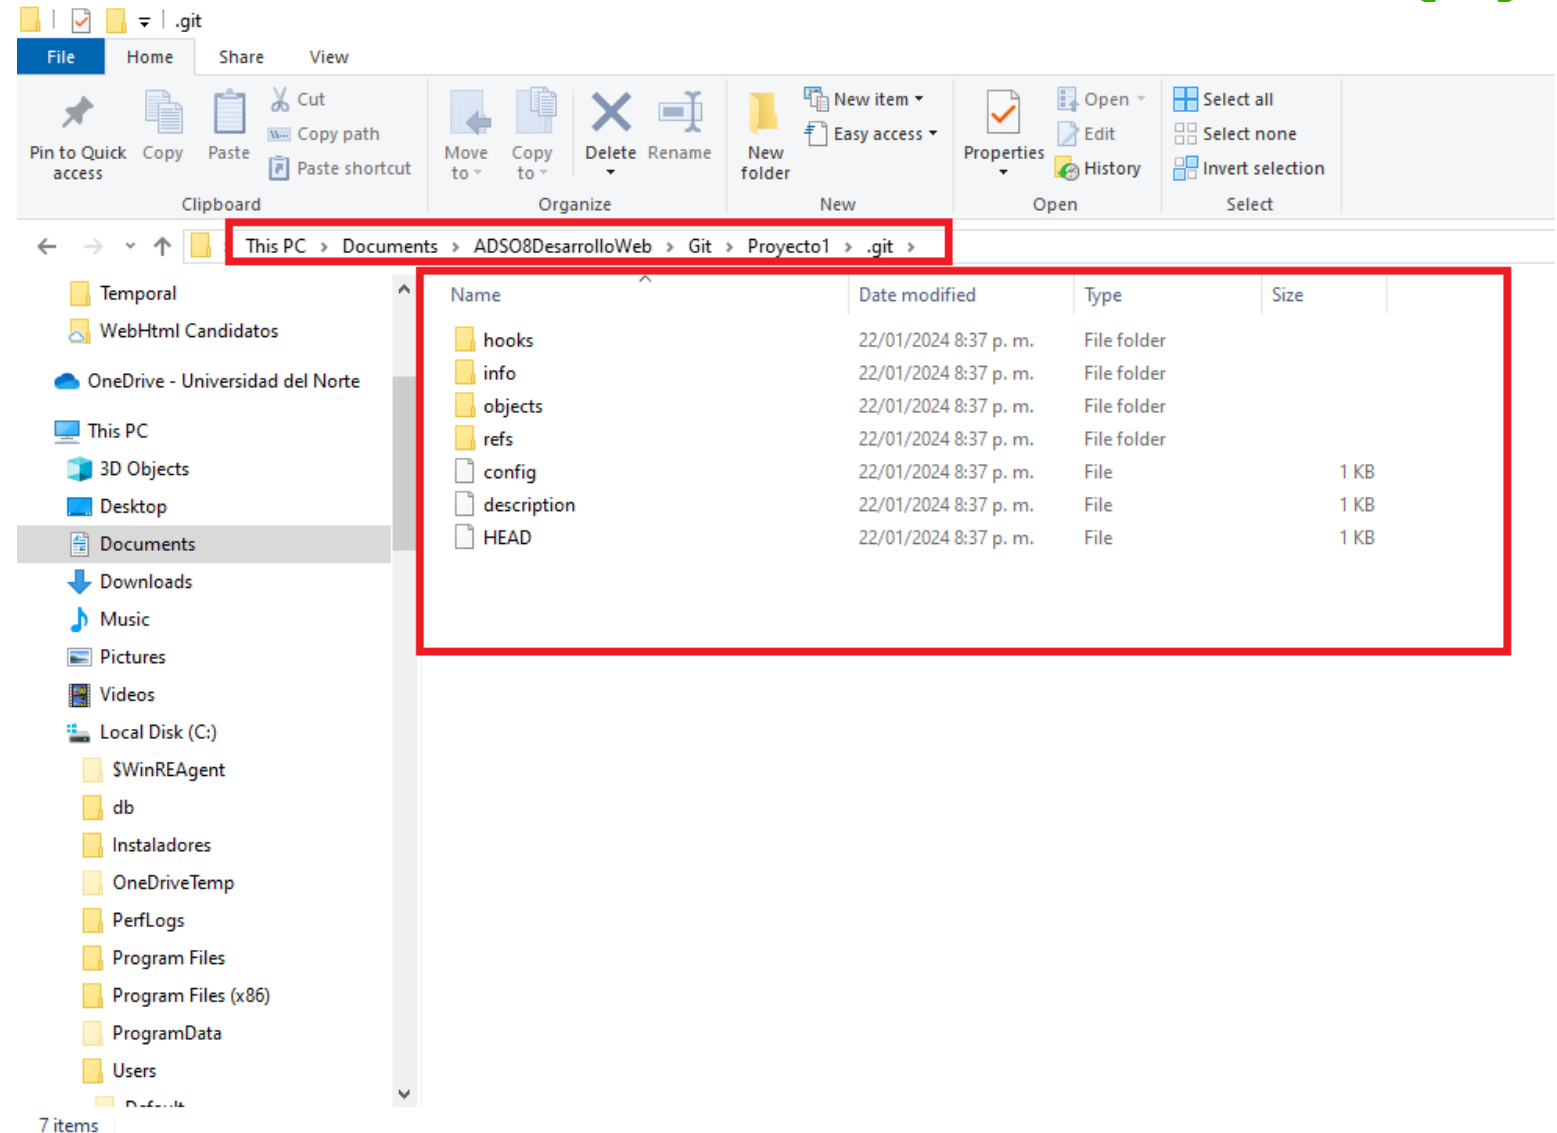 .git
File Home Share View
Pin to Quick access
Copy
Paste
Cut
Copy path
Paste shortcut
Clipboard
Move to
Copy to
Delete
Rename
Organize
New folder
New item
Easy access
New
Properties
Open
Edit
History
Open
Select all
Select none
Invert selection
Select
This PC > Documents > ADSO8DesarrolloWeb > Git > Proyecto1 > .git >
Temporal
WebHtml Candidatos
OneDrive - Universidad del Norte
This PC
3D Objects
Desktop
Documents
Downloads
Music
Pictures
Videos
Local Disk (C:)
$WinREAgent
db
Instaladores
OneDriveTemp
PerfLogs
Program Files
Program Files (x86)
ProgramData
Users
Name Date modified Type Size
hooks 22/01/2024 8:37 p. m. File folder
info 22/01/2024 8:37 p. m. File folder
objects 22/01/2024 8:37 p. m. File folder
refs 22/01/2024 8:37 p. m. File folder
config 22/01/2024 8:37 p. m. File 1 KB
description 22/01/2024 8:37 p. m. File 1 KB
HEAD 22/01/2024 8:37 p. m. File 1 KB
7 items